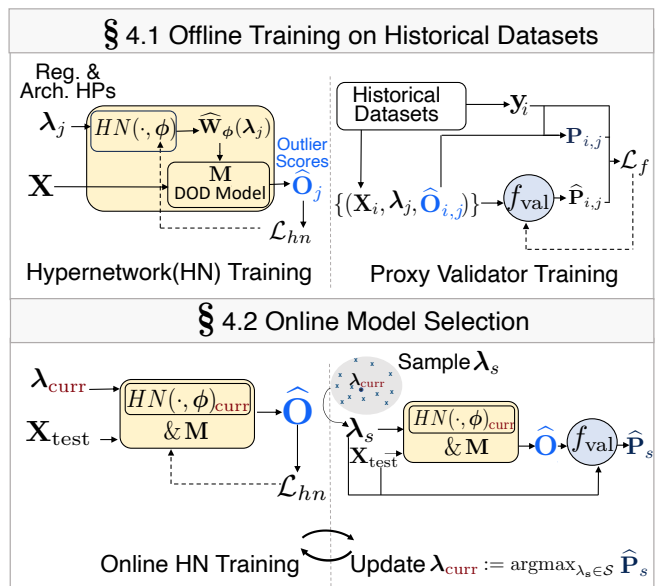 § 4.1 Offline Training on Historical Datasets
Reg. &
Arch. HPs
λ_j
HN(·, ϕ)
Ŵ_ϕ(λ_j)
X
M
DOD Model
Outlier
Scores
Ô_j
ℒ_hn
Hypernetwork(HN) Training
Historical
Datasets
y_i
P_{i,j}
ℒ_f
{(X_i, λ_j, Ô_{i,j})}
f_val
P̂_{i,j}
Proxy Validator Training
§ 4.2 Online Model Selection
λ_curr
X_test
HN(·, ϕ)_curr
& M
Ô
ℒ_hn
Online HN Training
Sample λ_s
λ_curr
λ_s
X_test
HN(·, ϕ)_curr
& M
Ô
f_val
P̂_s
Update λ_curr := argmax_{λ_s∈𝒮} P̂_s